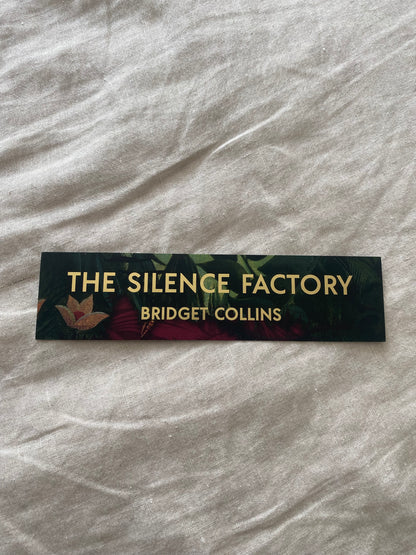 THE SILENCE FACTORY
BRIDGET COLLINS